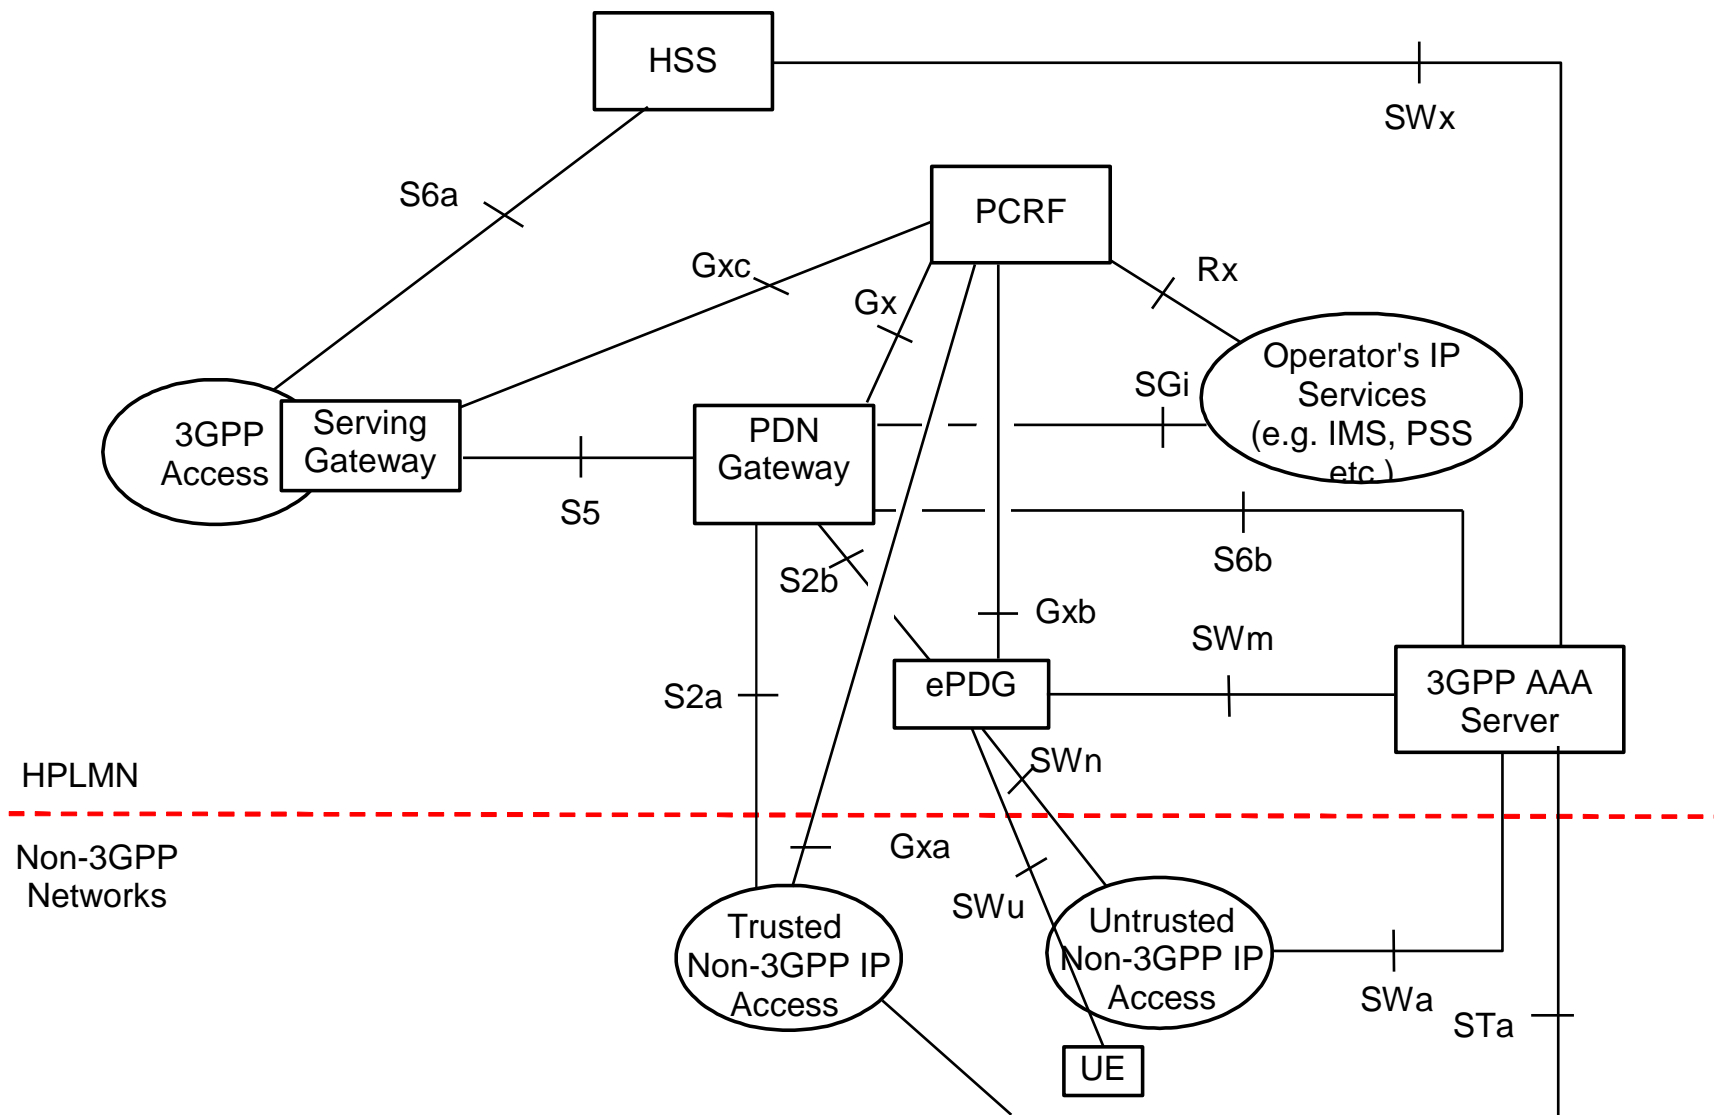 HSS
SWx
S6a
PCRF
Gxc
Rx
Gx
Operator's IP
Services
(e.g. IMS, PSS
etc.)
SGi
3GPP
Access
Serving
Gateway
PDN
Gateway
S5
S2b
S6b
Gxb
SWm
S2a
ePDG
3GPP AAA
Server
SWn
HPLMN
Non-3GPP
Networks
Gxa
SWu
Trusted
Non-3GPP IP
Access
Untrusted
Non-3GPP IP
Access
SWa
STa
UE